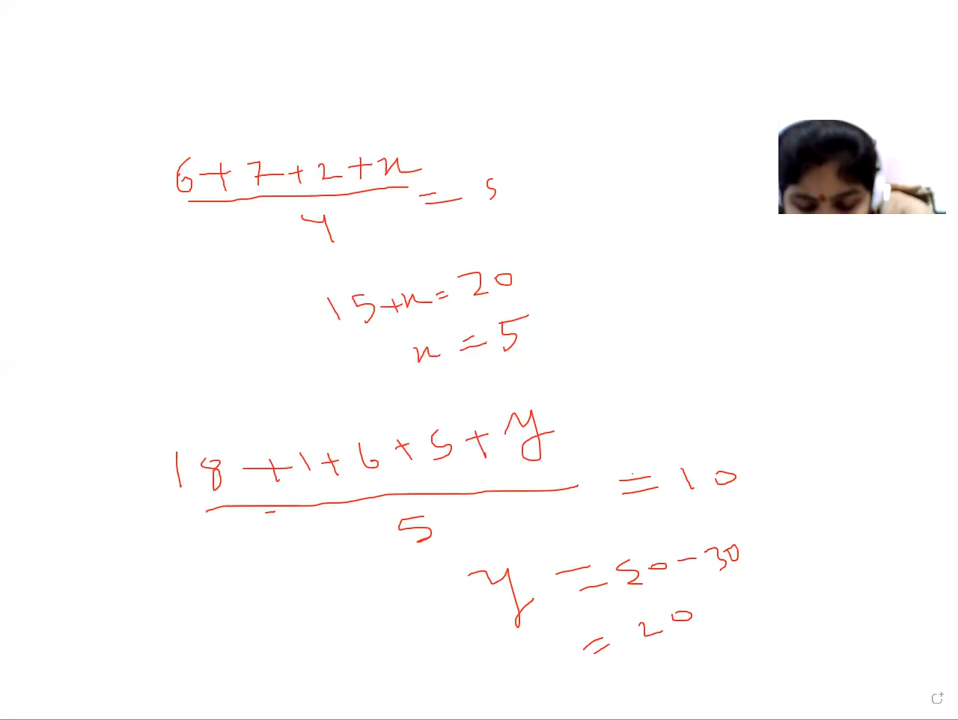 6+7+2+x
4
= 5
15+x=20
x = 5
18+1+6+5+y
5
= 10
y = 50-30
= 20